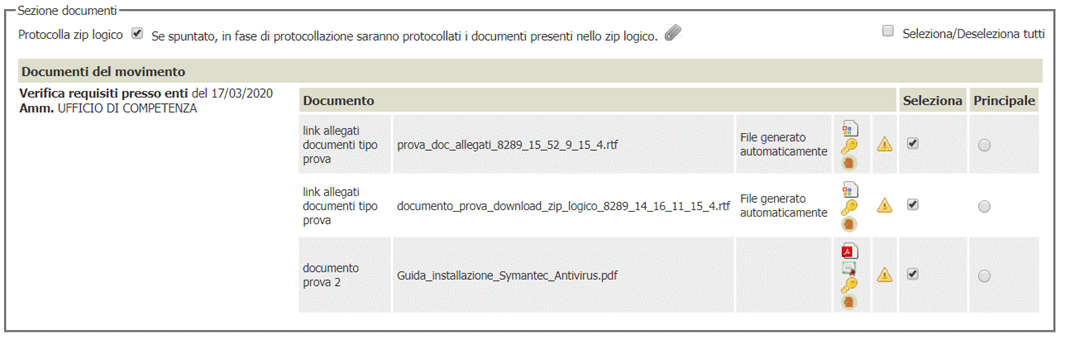 Sezione documenti
Protocolla zip logico Se spuntato, in fase di protocollazione saranno protocollati i documenti presenti nello zip logico. Seleziona/Deseleziona tutti
Documenti del movimento
Verifica requisiti presso enti del 17/03/2020
Amm. UFFICIO DI COMPETENZA
Documento Seleziona Principale
link allegati
documenti tipo
prova
prova_doc_allegati_8289_15_52_9_15_4.rtf
File generato
automaticamente
link allegati
documenti tipo
prova
documento_prova_download_zip_logico_8289_14_16_11_15_4.rtf
File generato
automaticamente
documento
prova 2
Guida_installazione_Symantec_Antivirus.pdf